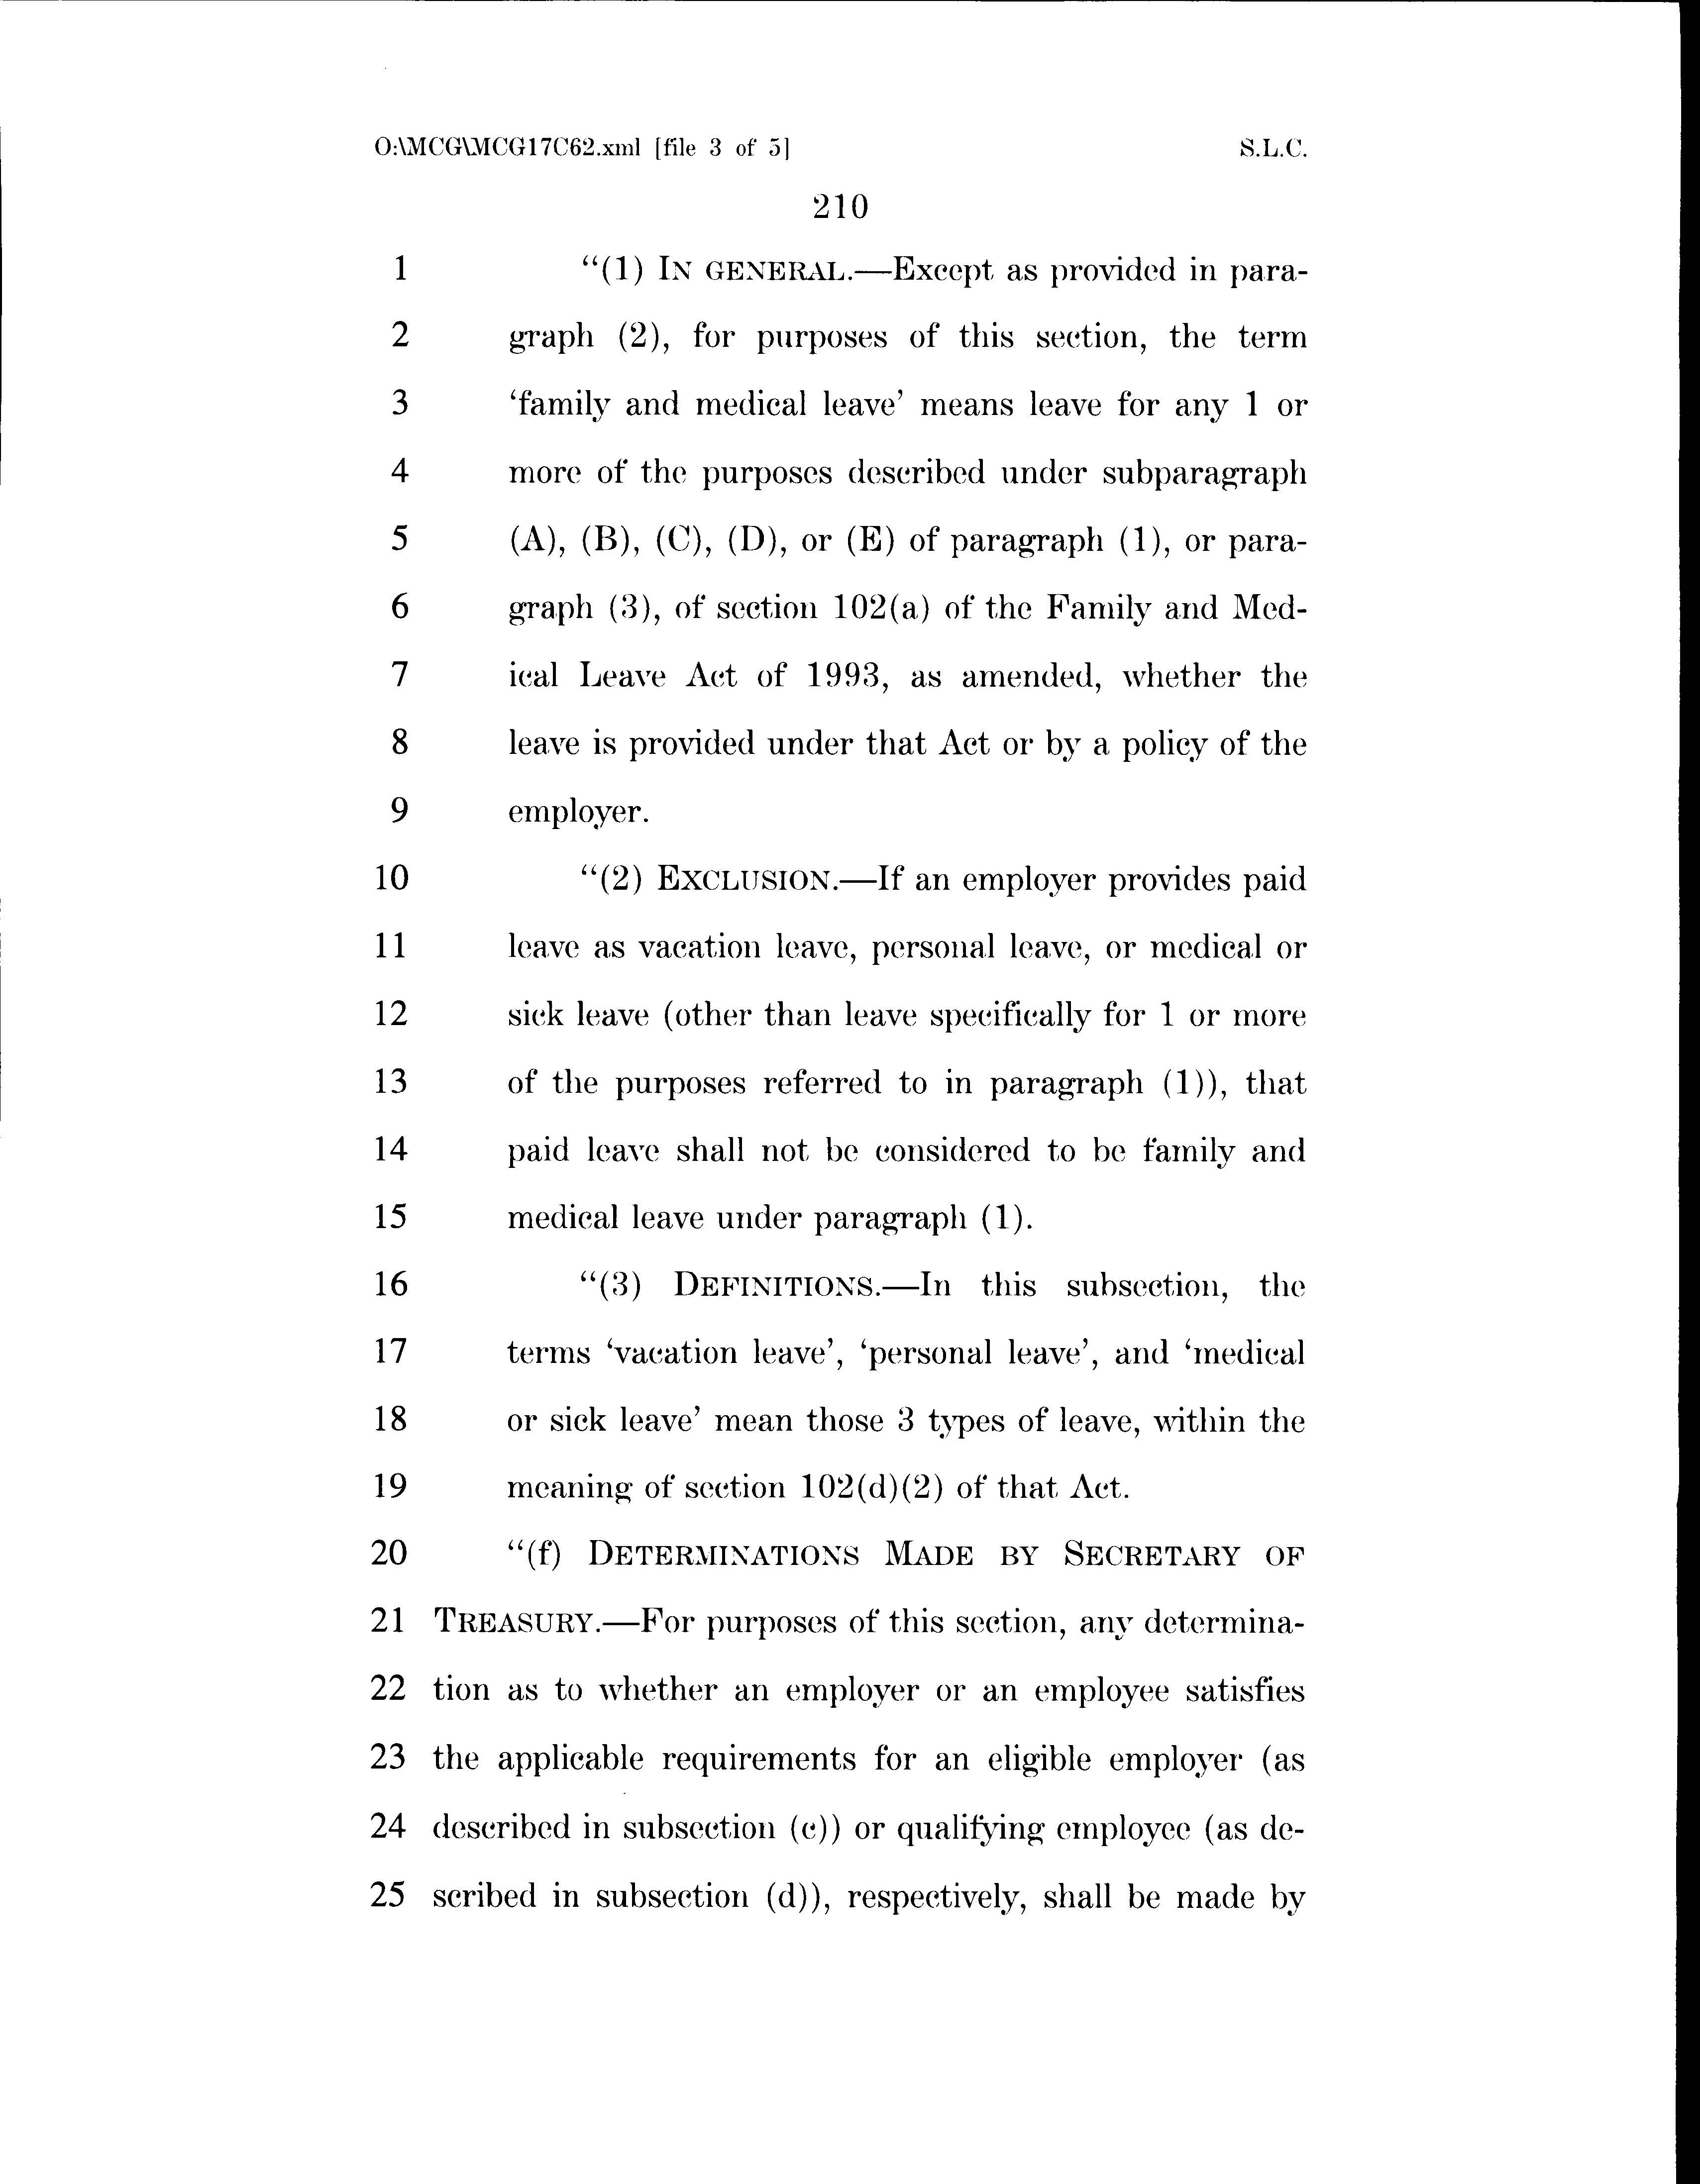 O:\MCG\MCG17C62.xml [file 3 of 5] S.L.C.
210
1 “(1) IN GENERAL.—Except as provided in para-
2 graph (2), for purposes of this section, the term
3 ‘family and medical leave’ means leave for any 1 or
4 more of the purposes described under subparagraph
5 (A), (B), (C), (D), or (E) of paragraph (1), or para-
6 graph (3), of section 102(a) of the Family and Med-
7 ical Leave Act of 1993, as amended, whether the
8 leave is provided under that Act or by a policy of the
9 employer.
10 “(2) EXCLUSION.—If an employer provides paid
11 leave as vacation leave, personal leave, or medical or
12 sick leave (other than leave specifically for 1 or more
13 of the purposes referred to in paragraph (1)), that
14 paid leave shall not be considered to be family and
15 medical leave under paragraph (1).
16 “(3) DEFINITIONS.—In this subsection, the
17 terms ‘vacation leave’, ‘personal leave’, and ‘medical
18 or sick leave’ mean those 3 types of leave, within the
19 meaning of section 102(d)(2) of that Act.
20 “(f) DETERMINATIONS MADE BY SECRETARY OF
21 TREASURY.—For purposes of this section, any determina-
22 tion as to whether an employer or an employee satisfies
23 the applicable requirements for an eligible employer (as
24 described in subsection (c)) or qualifying employee (as de-
25 scribed in subsection (d)), respectively, shall be made by